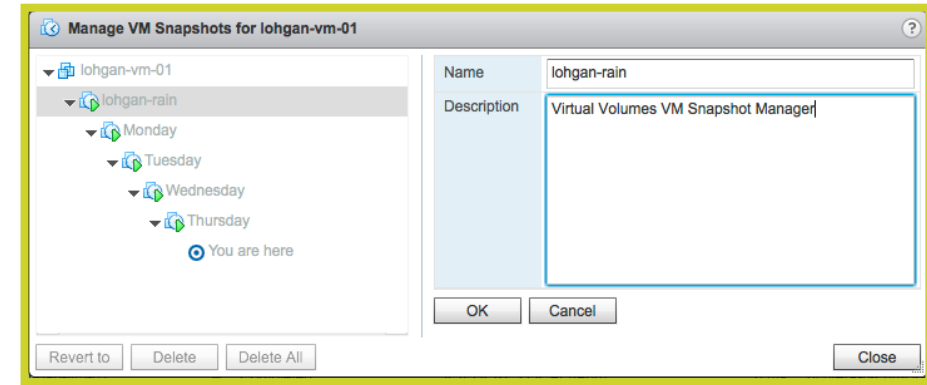 Manage VM Snapshots for lohgan-vm-01
?
lohgan-vm-01
lohgan-rain
Monday
Tuesday
Wednesday
Thursday
You are here
Name
lohgan-rain
Description
Virtual Volumes VM Snapshot Manager
OK
Cancel
Revert to
Delete
Delete All
Close